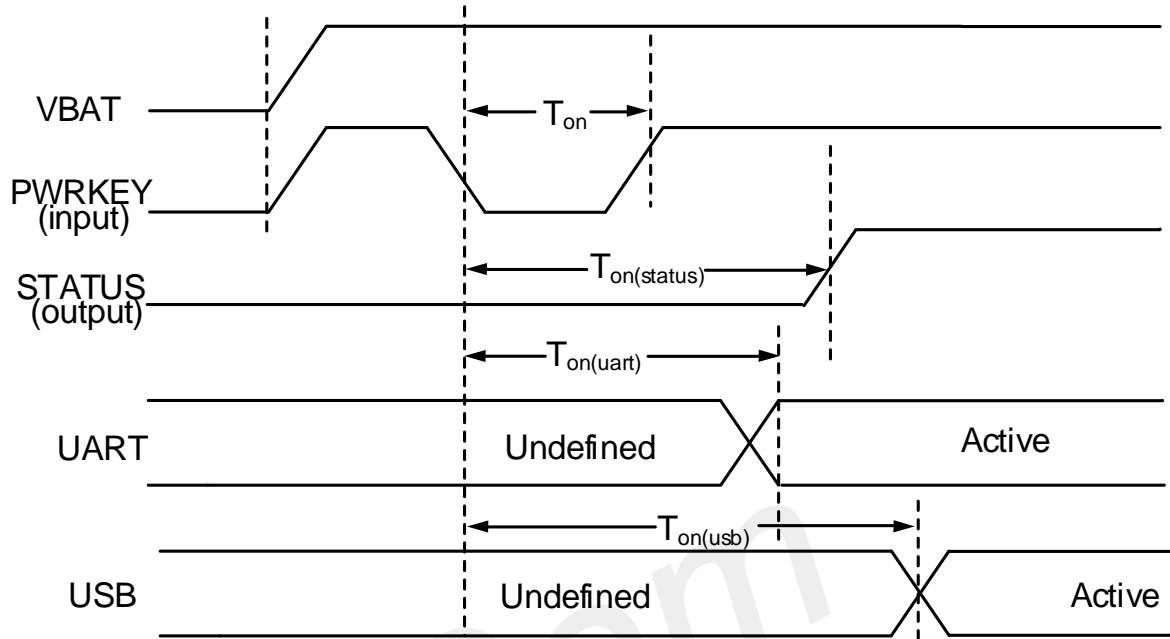 VBAT
Ton
PWRKEY
(input)
Ton(status)
STATUS
(output)
Ton(uart)
UART
Undefined
Active
Ton(usb)
USB
Undefined
Active